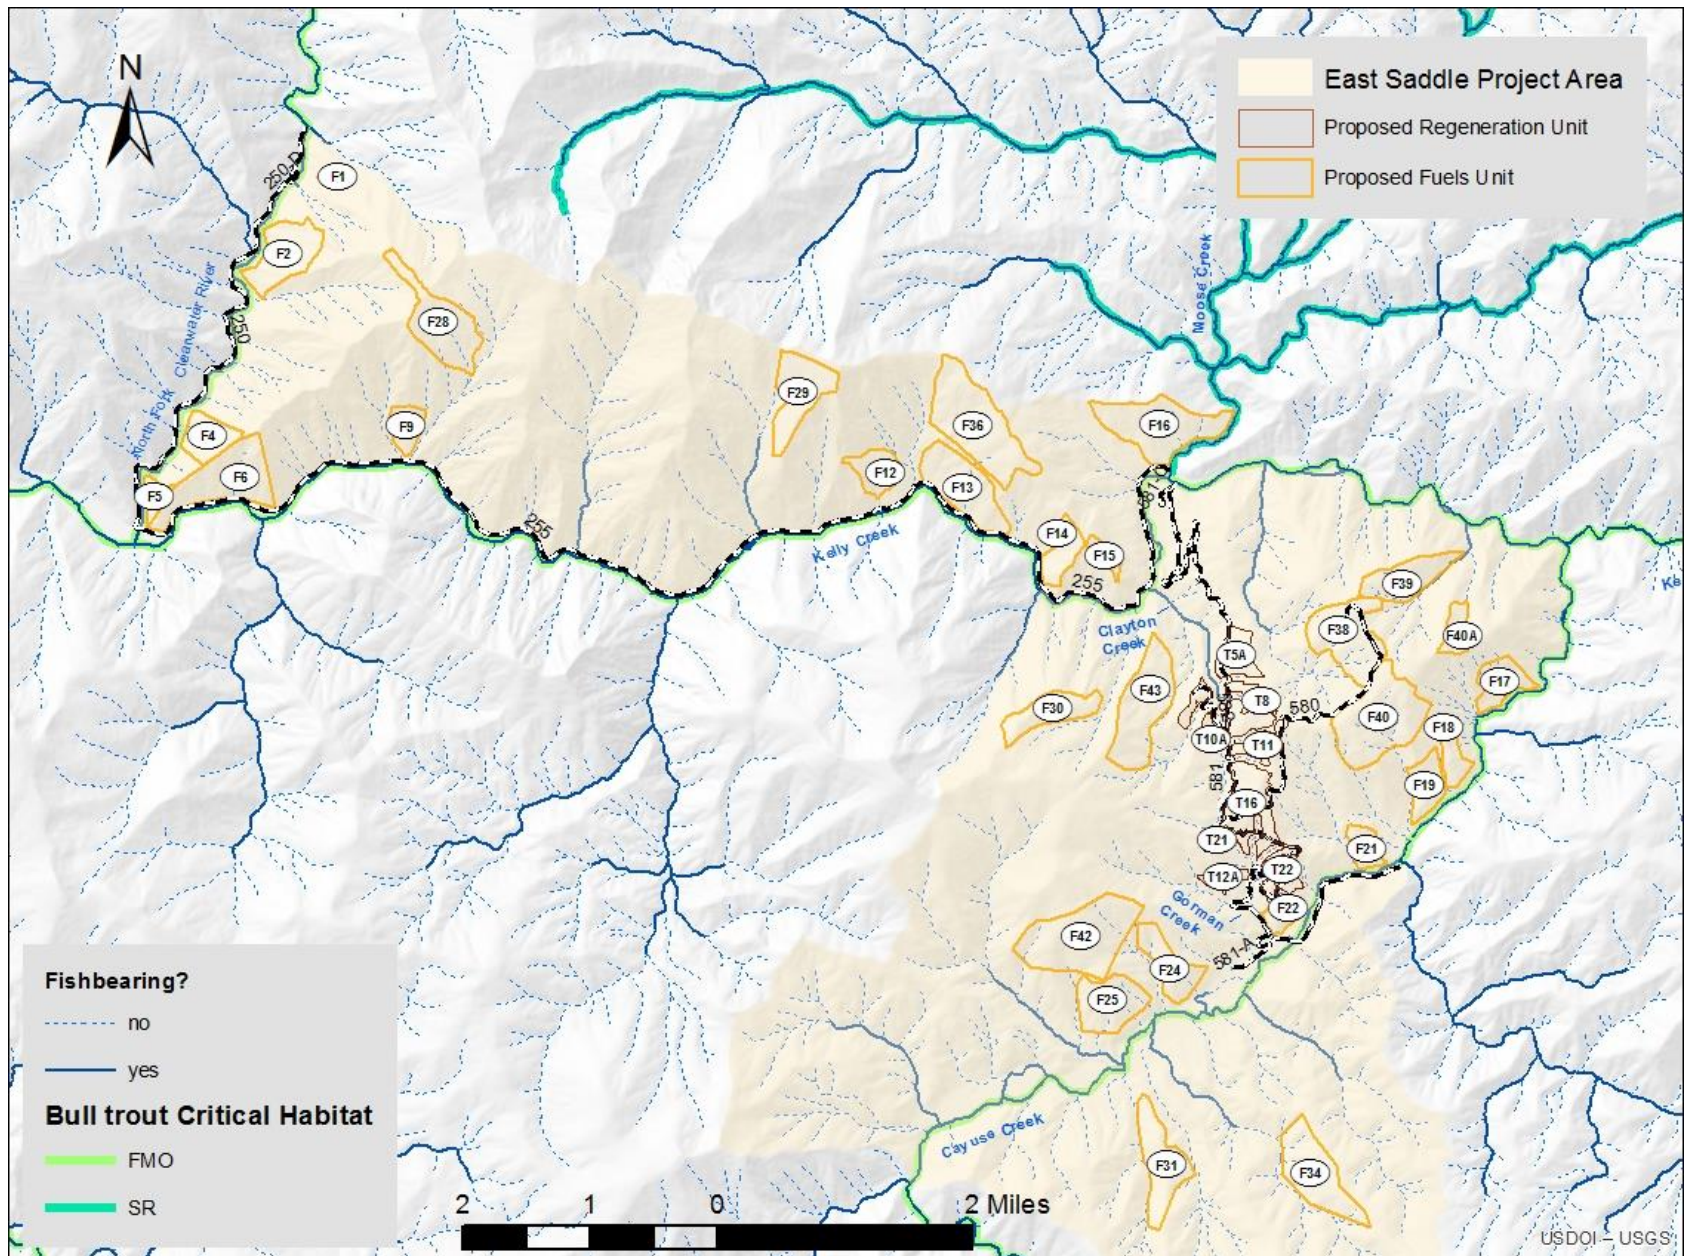 N
East Saddle Project Area
Proposed Regeneration Unit
Proposed Fuels Unit
250-D
F1
F2
Moose Creek
North Fork Clearwater River
250
F28
F29
F9
F36
F16
F4
F6
F12
F13
F5
255
Kelly Creek
F14
F15
255
F39
Ke
Clayton
Creek
F38
F40A
T5A
F43
F17
F30
T8
580
F40
F18
T10A
T11
581
F19
T16
T21
F21
T12A
T22
Gorman
Creek
F22
F42
581-A
F24
F25
Fishbearing?
no
yes
Bull trout Critical Habitat
FMO
SR
Cayuse Creek
F31
F34
2 1 0 2 Miles
USDOI – USGS